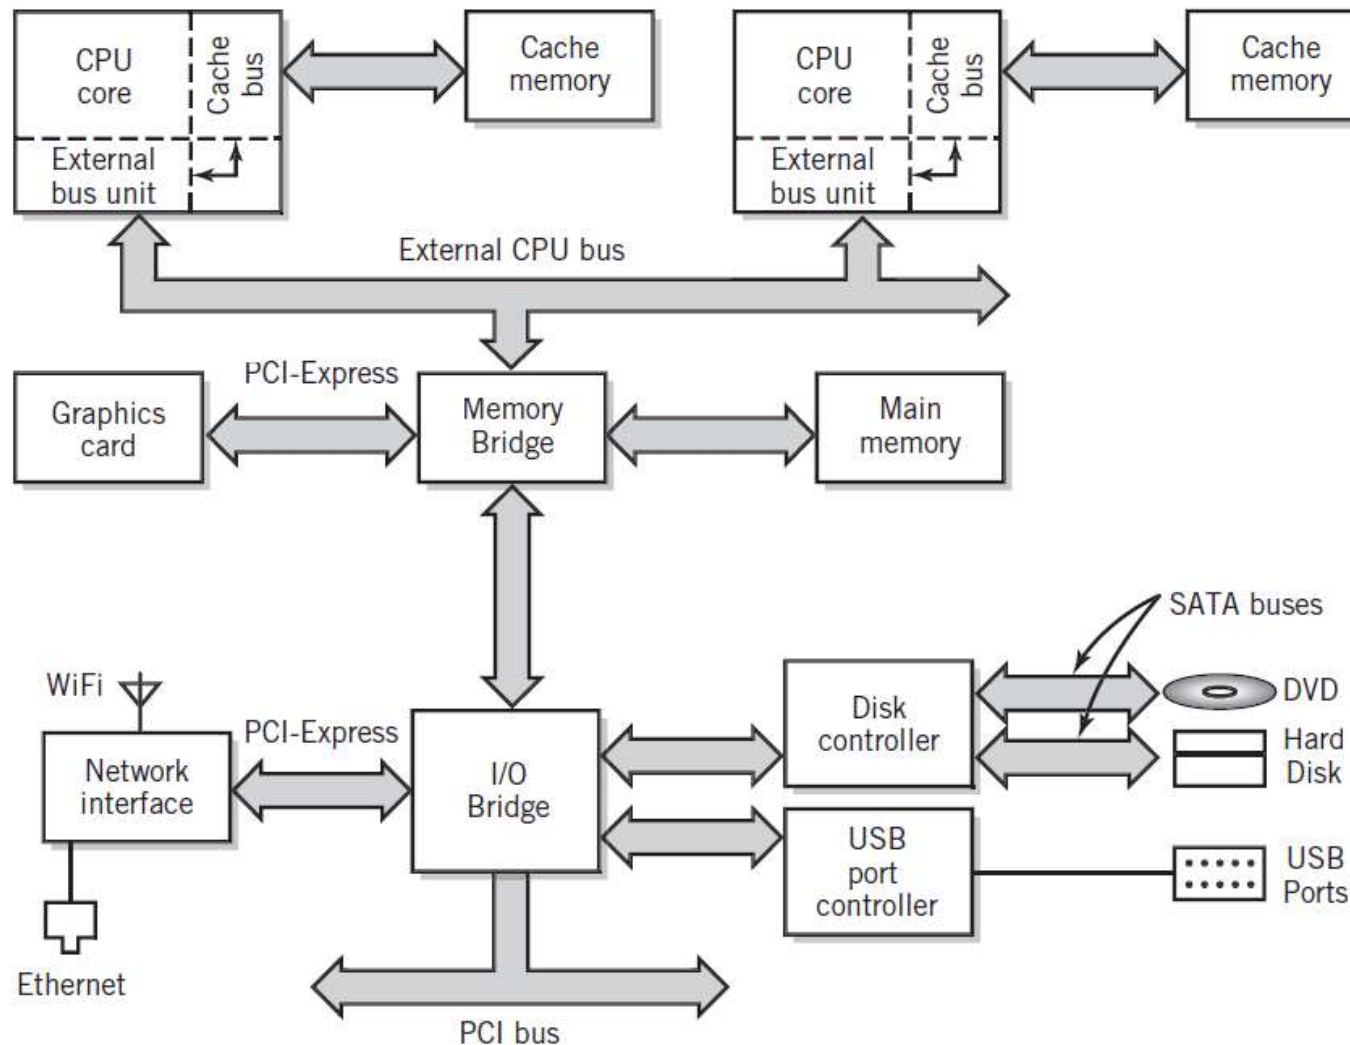 CPU
core
Cache
bus
External
bus unit
Cache
memory
CPU
core
Cache
bus
External
bus unit
Cache
memory
External CPU bus
Graphics
card
PCI-Express
Memory
Bridge
Main
memory
SATA buses
WiFi
Network
interface
PCI-Express
I/O
Bridge
Disk
controller
DVD
Hard
Disk
USB
port
controller
USB
Ports
Ethernet
PCI bus